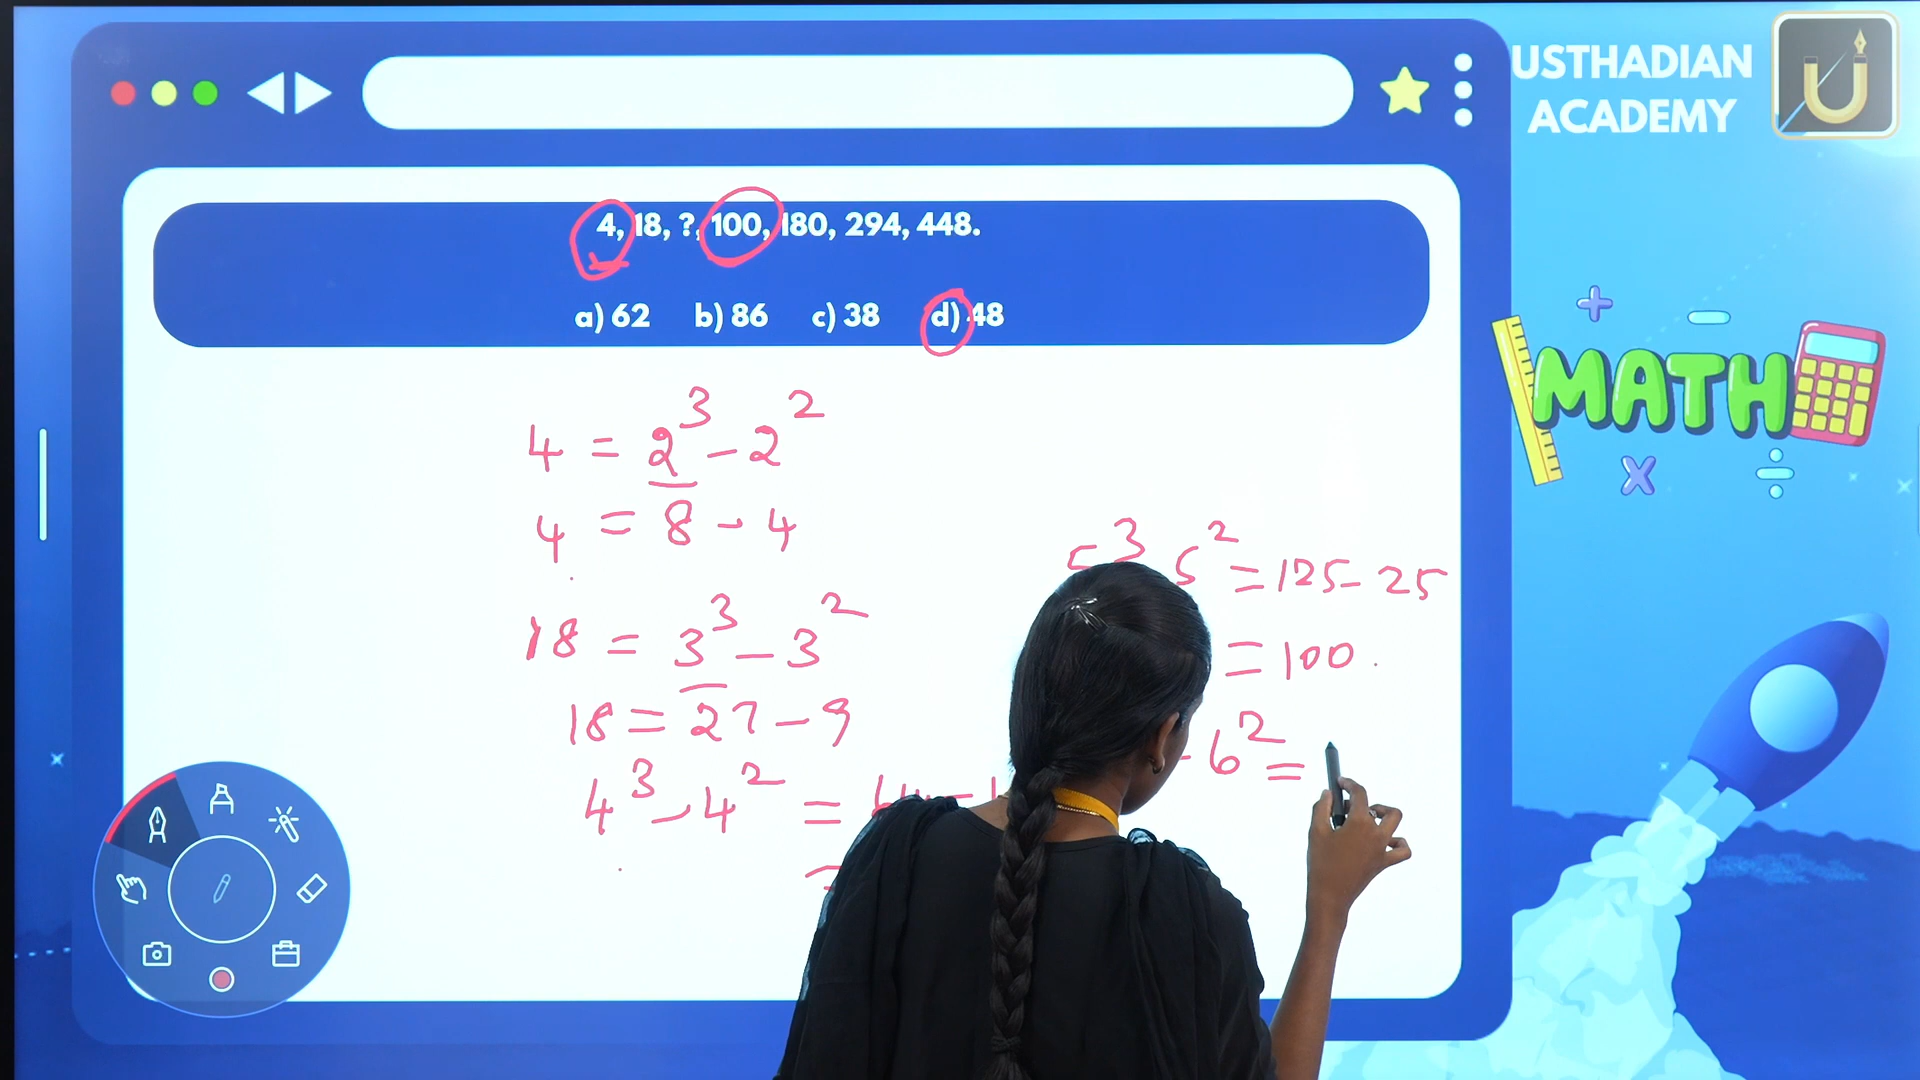 USTHADIAN
ACADEMY
4, 18, ?, 100, 180, 294, 448.
a) 62 b) 86 c) 38 d) 48
MATH
4 = 2³ - 2²
4 = 8 - 4
18 = 3³ - 3²
18 = 27 - 9
4³ - 4² =
=
5³ 5² = 125 - 25
= 100
- 6² =